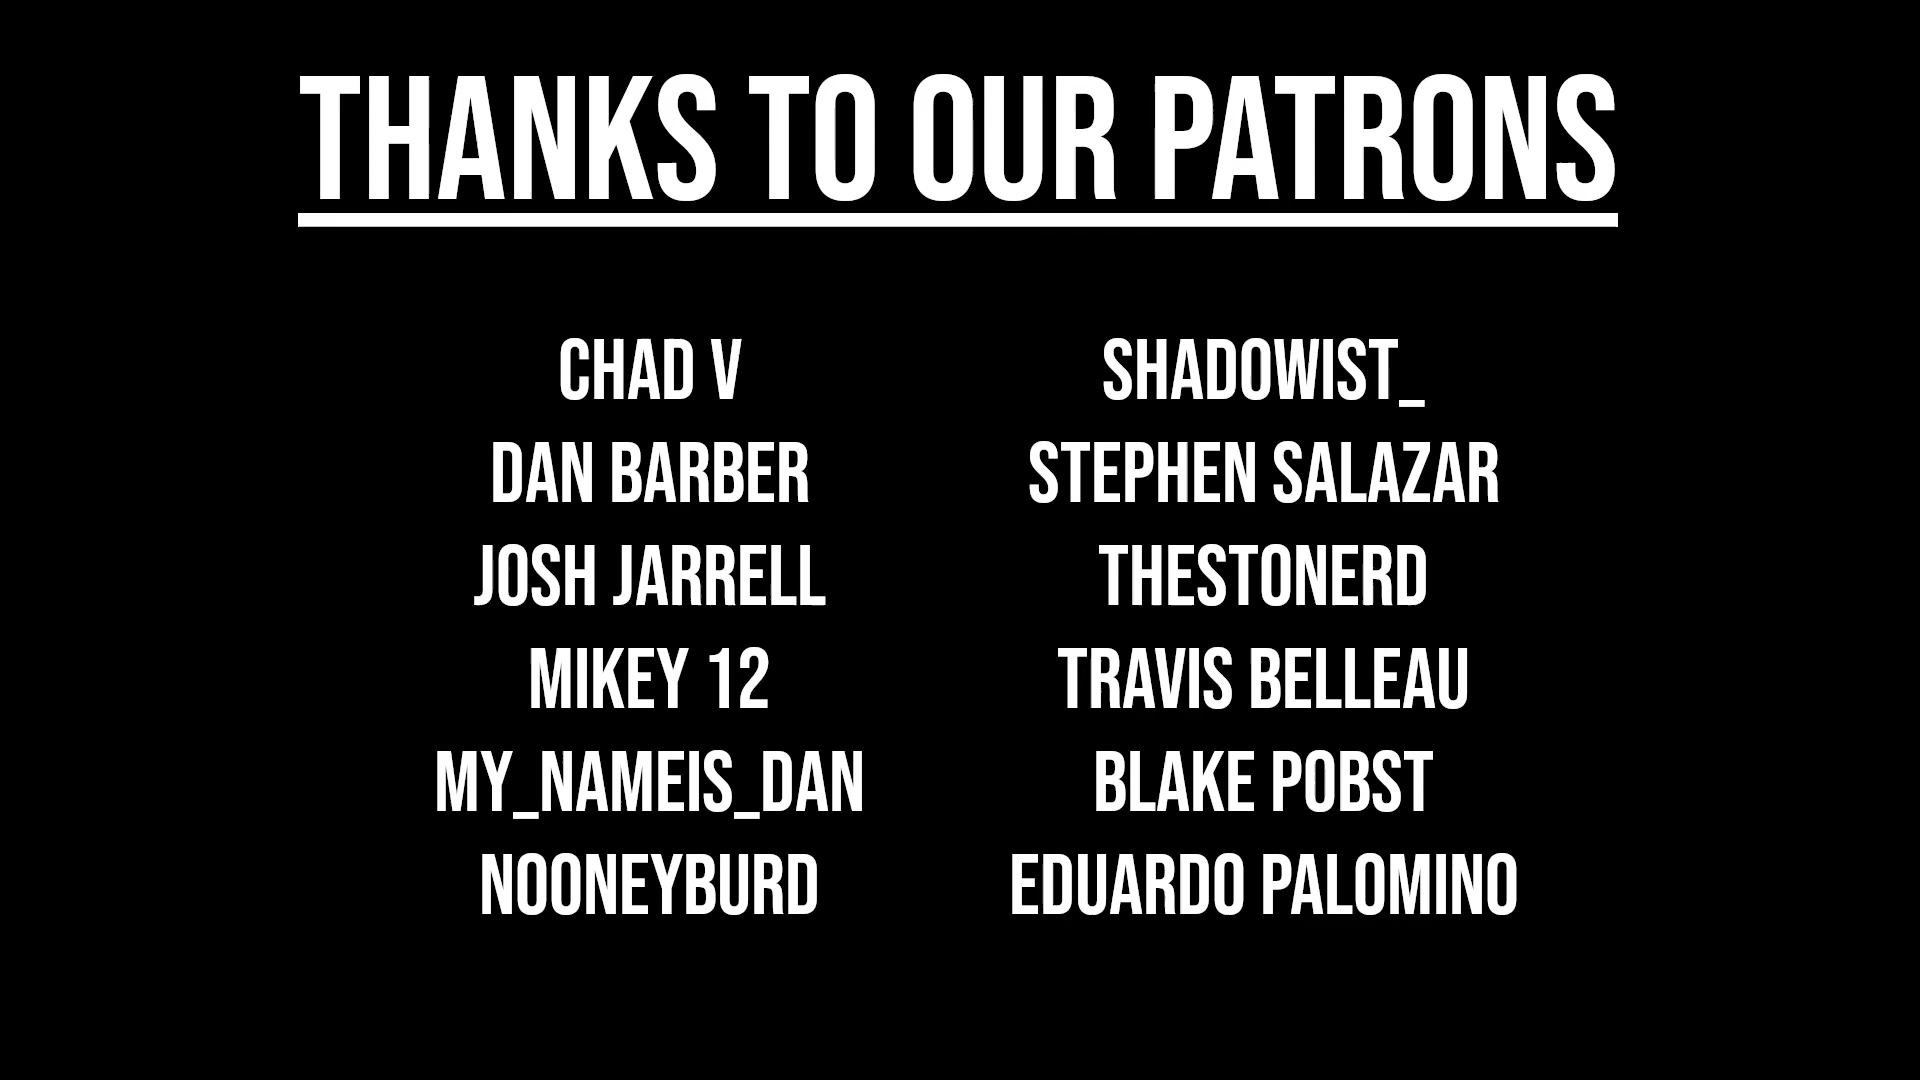 THANKS TO OUR PATRONS
CHAD V
DAN BARBER
JOSH JARRELL
MIKEY 12
MY_NAMEIS_DAN
NOONEYBURD
SHADOWIST_
STEPHEN SALAZAR
THESTONERD
TRAVIS BELLEAU
BLAKE POBST
EDUARDO PALOMINO